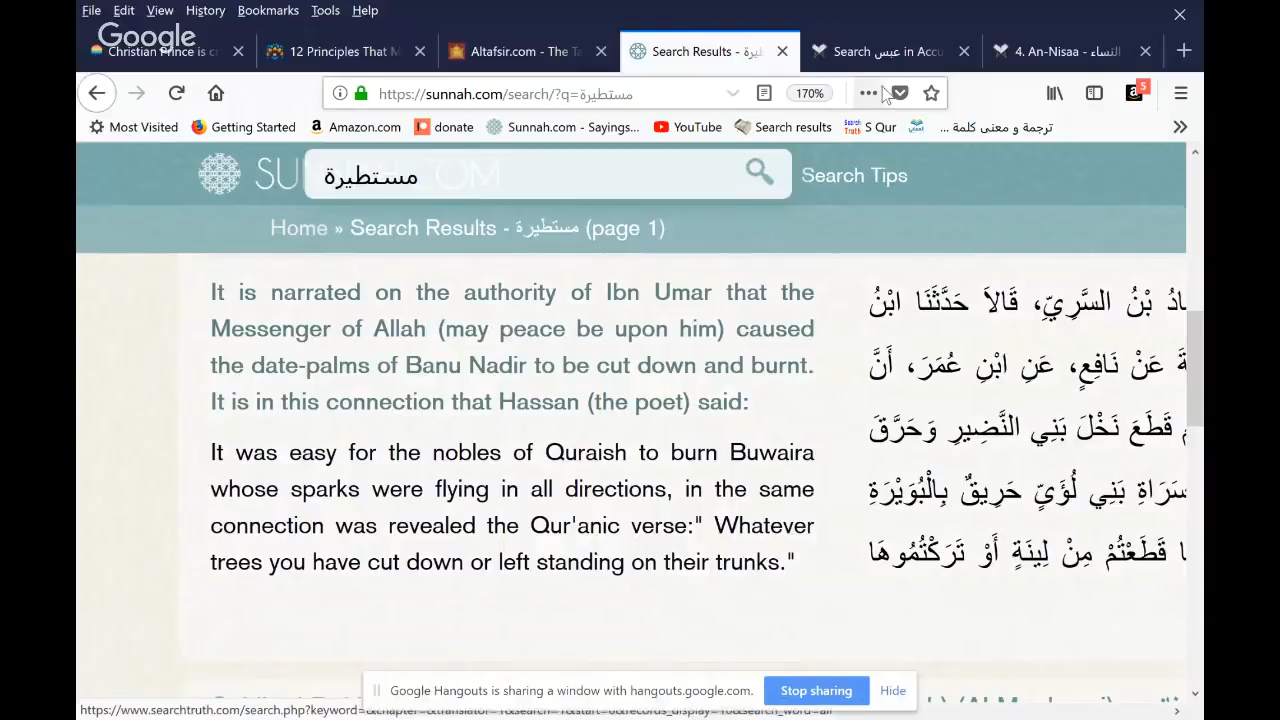 File Edit View History Bookmarks Tools Help
Google
Christian Prince is c
12 Principles That M
Altafsir.com - The Ta
Search Results - مستطيرة
Search عبس in Accu
4. An-Nisaa - النساء
https://sunnah.com/search/?q=مستطيرة
170%
5
Most Visited Getting Started Amazon.com donate Sunnah.com - Sayings,... YouTube Search results S Qur ترجمة و معنى كلمة ...
مستطيرة
Search Tips
Home » Search Results - مستطيرة (page 1)
It is narrated on the authority of Ibn Umar that the
Messenger of Allah (may peace be upon him) caused
the date-palms of Banu Nadir to be cut down and burnt.
It is in this connection that Hassan (the poet) said:
It was easy for the nobles of Quraish to burn Buwaira
whose sparks were flying in all directions, in the same
connection was revealed the Qur'anic verse:" Whatever
trees you have cut down or left standing on their trunks."
بْنُ السَّرِيِّ، قَالاَ حَدَّثَنَا ابْنُ
عَنْ نَافِعٍ، عَنِ ابْنِ عُمَرَ، أَنَّ
قَطَعَ نَخْلَ بَنِي النَّضِيرِ وَحَرَّقَ
سَرَاةِ بَنِي لُؤَىٍّ حَرِيقٌ بِالْبُوَيْرَةِ
قَطَعْتُمْ مِنْ لِينَةٍ أَوْ تَرَكْتُمُوهَا
Google Hangouts is sharing a window with hangouts.google.com. Stop sharing Hide